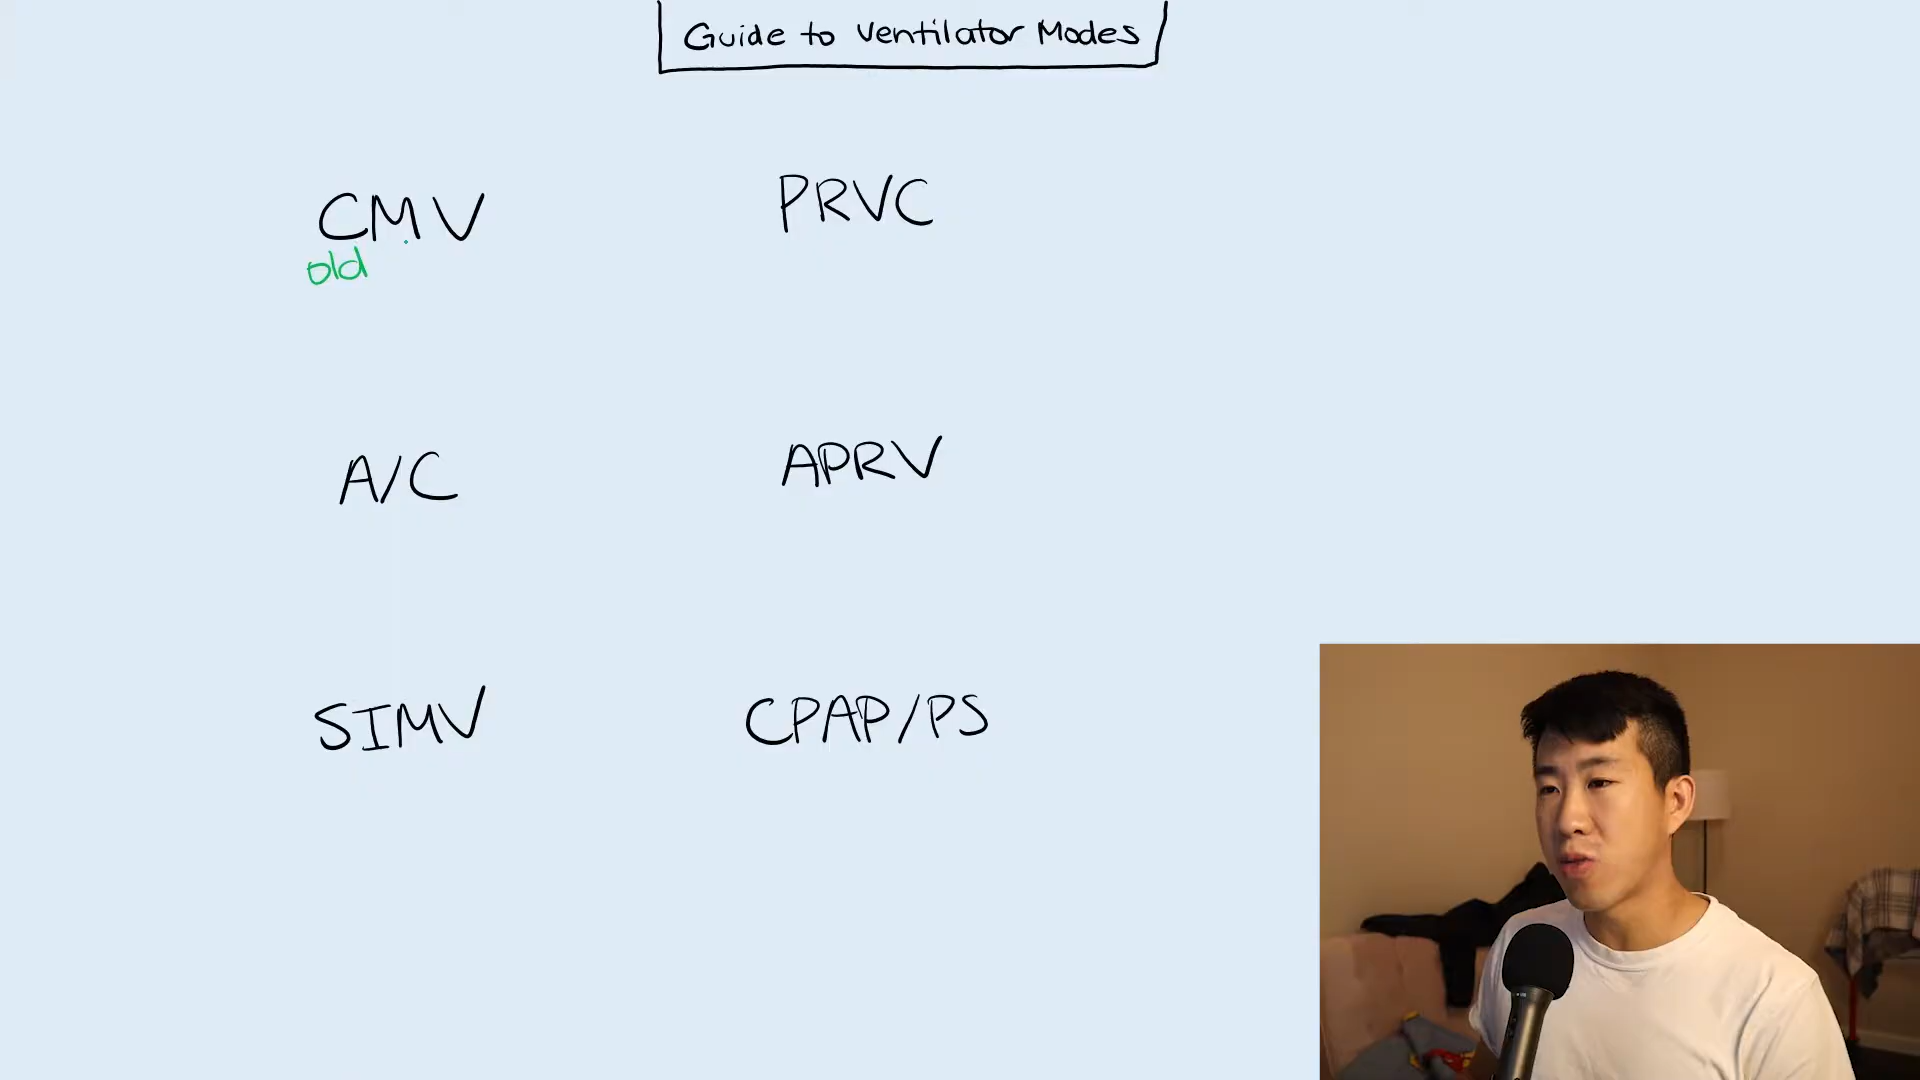 Guide to Ventilator Modes
CMV
old
PRVC
A/C
APRV
SIMV
CPAP/PS